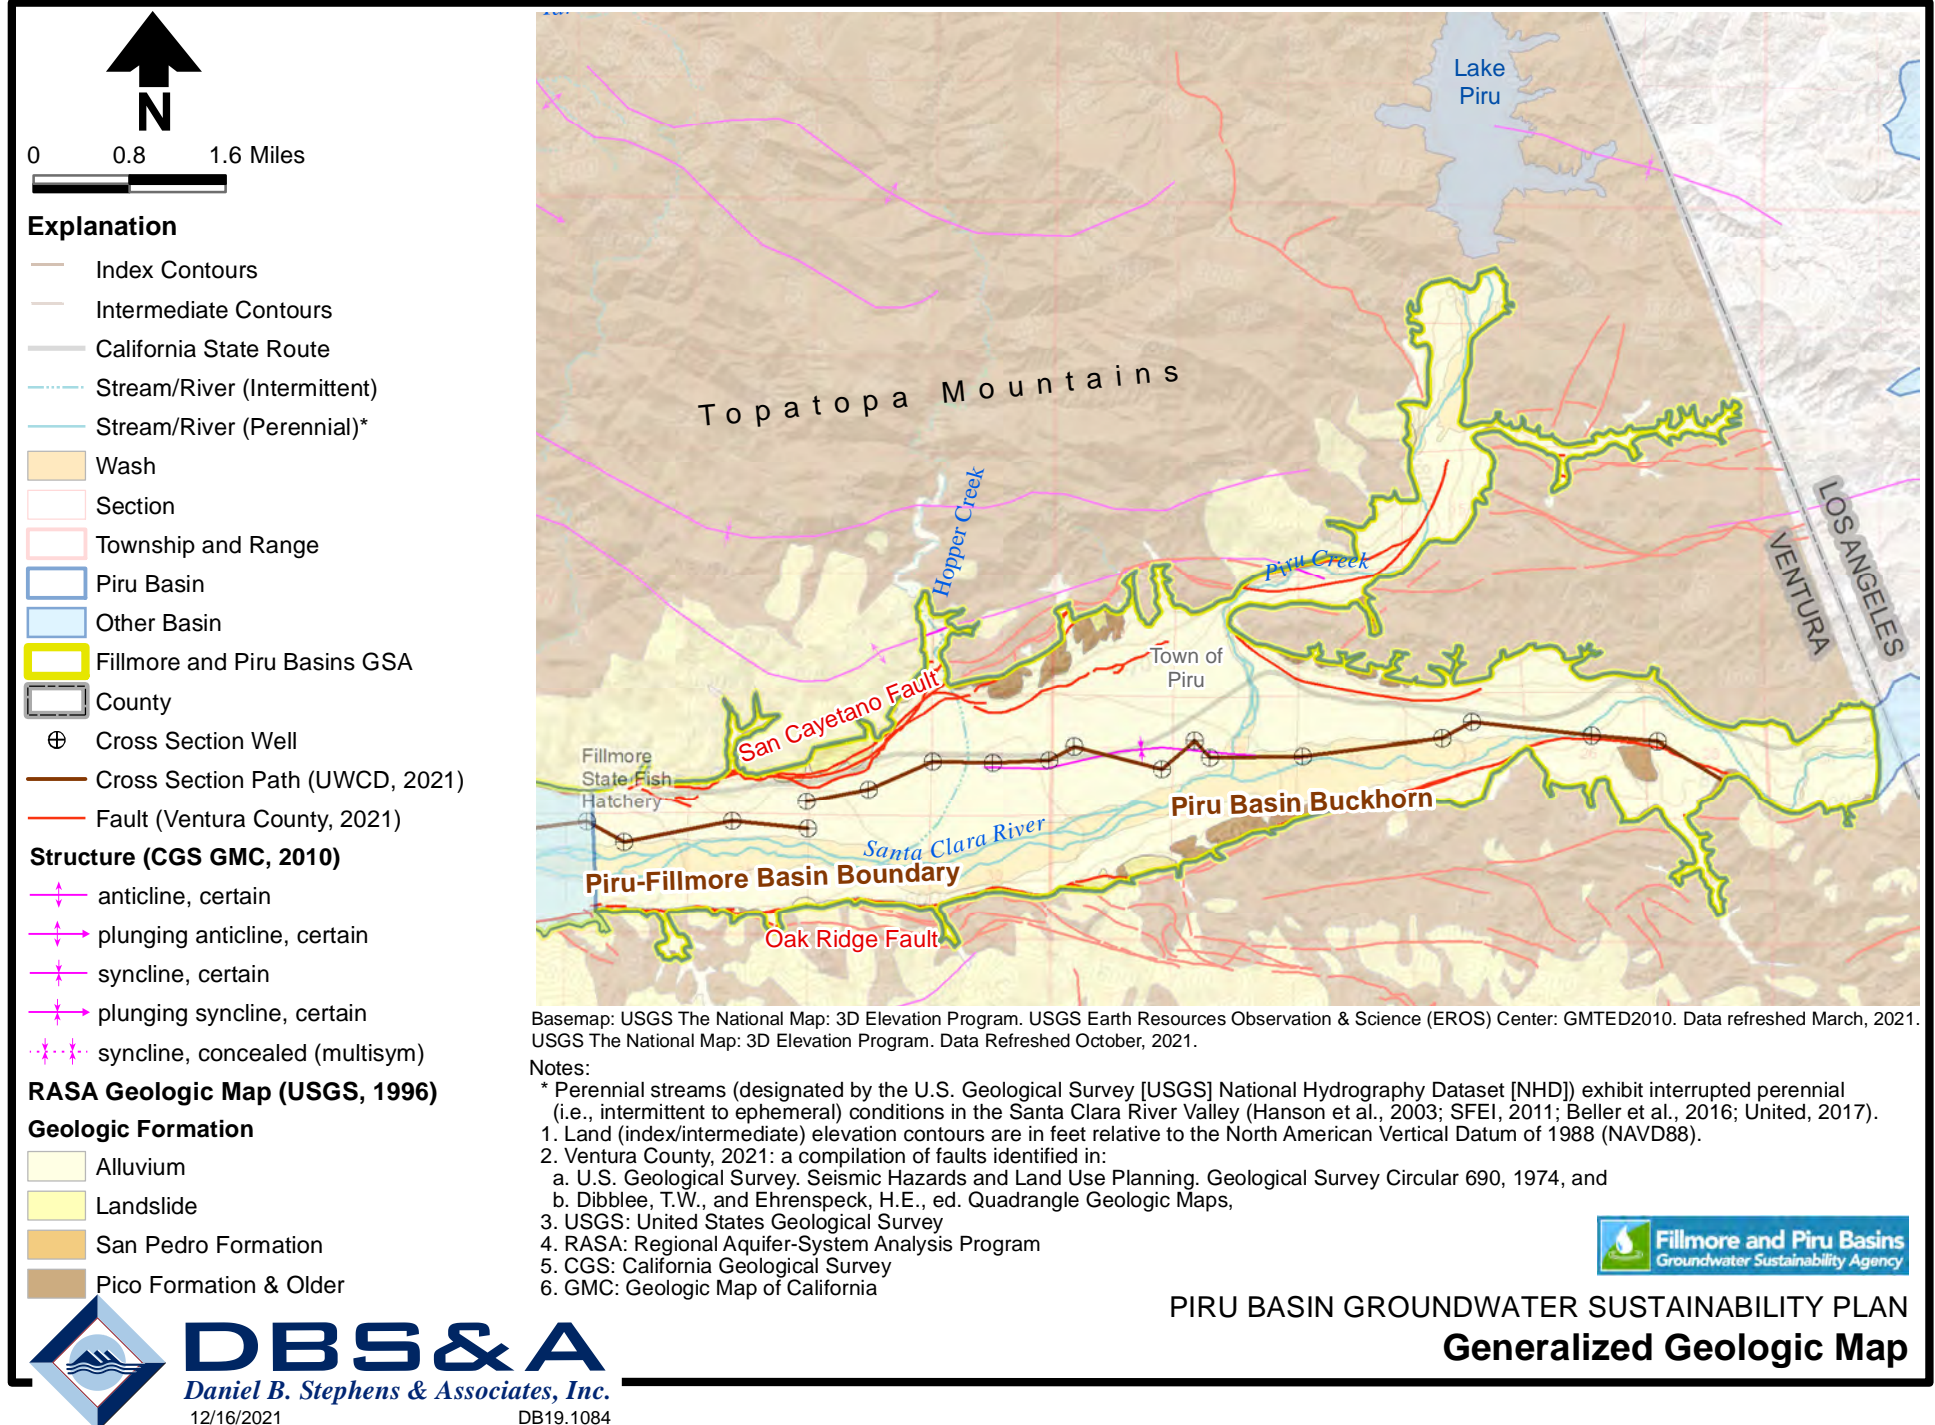 N
0 0.8 1.6 Miles
Explanation
Index Contours
Intermediate Contours
California State Route
Stream/River (Intermittent)
Stream/River (Perennial)*
Wash
Section
Township and Range
Piru Basin
Other Basin
Fillmore and Piru Basins GSA
County
Cross Section Well
Cross Section Path (UWCD, 2021)
Fault (Ventura County, 2021)
Structure (CGS GMC, 2010)
anticline, certain
plunging anticline, certain
syncline, certain
plunging syncline, certain
syncline, concealed (multisym)
RASA Geologic Map (USGS, 1996)
Geologic Formation
Alluvium
Landslide
San Pedro Formation
Pico Formation & Older
Lake
Piru
Topatopa Mountains
Hopper Creek
Piru Creek
LOS ANGELES
VENTURA
Town of
Piru
San Cayetano Fault
Fillmore
State Fish
Hatchery
Piru Basin Buckhorn
Santa Clara River
Piru-Fillmore Basin Boundary
Oak Ridge Fault
Basemap: USGS The National Map: 3D Elevation Program. USGS Earth Resources Observation & Science (EROS) Center: GMTED2010. Data refreshed March, 2021.
USGS The National Map: 3D Elevation Program. Data Refreshed October, 2021.
Notes:
* Perennial streams (designated by the U.S. Geological Survey [USGS] National Hydrography Dataset [NHD]) exhibit interrupted perennial
(i.e., intermittent to ephemeral) conditions in the Santa Clara River Valley (Hanson et al., 2003; SFEI, 2011; Beller et al., 2016; United, 2017).
1. Land (index/intermediate) elevation contours are in feet relative to the North American Vertical Datum of 1988 (NAVD88).
2. Ventura County, 2021: a compilation of faults identified in:
a. U.S. Geological Survey. Seismic Hazards and Land Use Planning. Geological Survey Circular 690, 1974, and
b. Dibblee, T.W., and Ehrenspeck, H.E., ed. Quadrangle Geologic Maps,
3. USGS: United States Geological Survey
4. RASA: Regional Aquifer-System Analysis Program
5. CGS: California Geological Survey
6. GMC: Geologic Map of California
Fillmore and Piru Basins
Groundwater Sustainability Agency
PIRU BASIN GROUNDWATER SUSTAINABILITY PLAN
Generalized Geologic Map
DBS&A
Daniel B. Stephens & Associates, Inc.
12/16/2021 DB19.1084